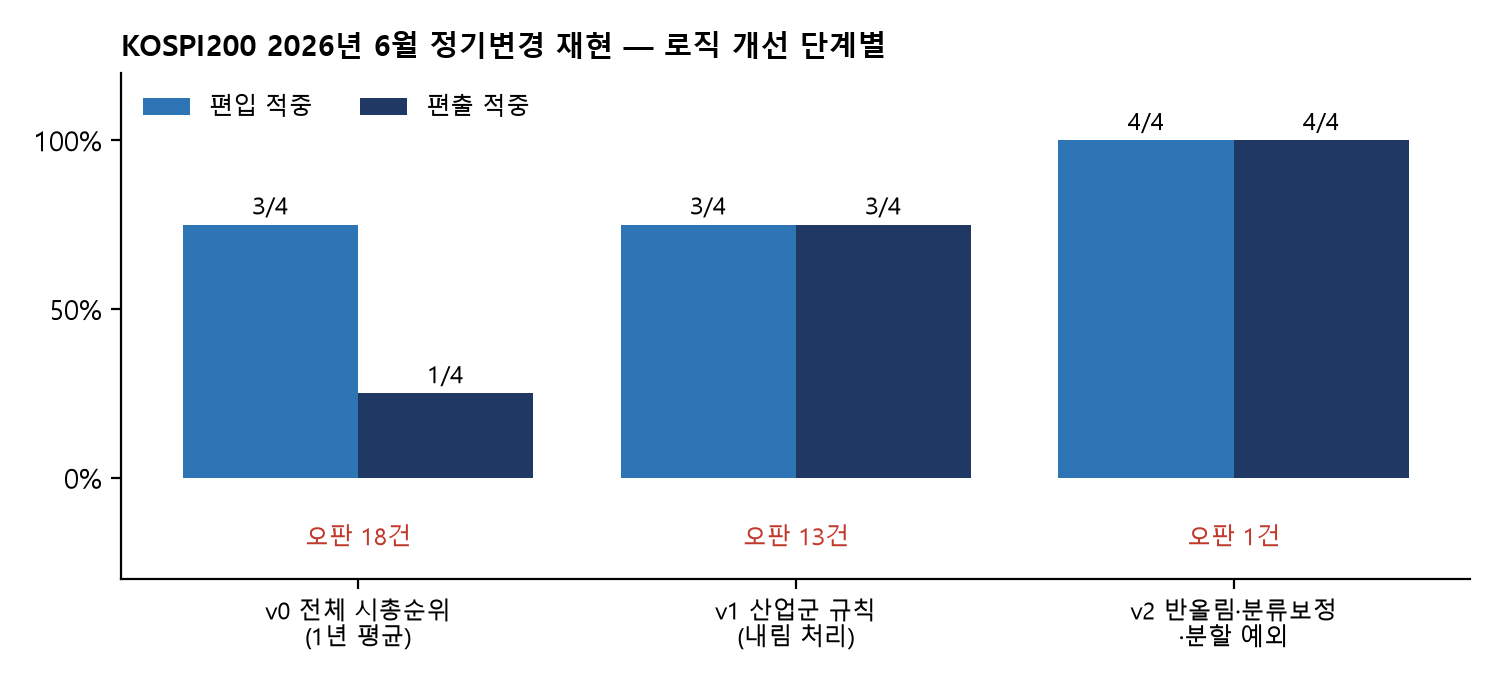 KOSPI200 2026년 6월 정기변경 재현 — 로직 개선 단계별
편입 적중 편출 적중
100%
50%
0%
3/4
1/4
3/4
3/4
4/4
4/4
오판 18건
오판 13건
오판 1건
v0 전체 시총순위
(1년 평균)
v1 산업군 규칙
(내림 처리)
v2 반올림·분류보정
·분할 예외